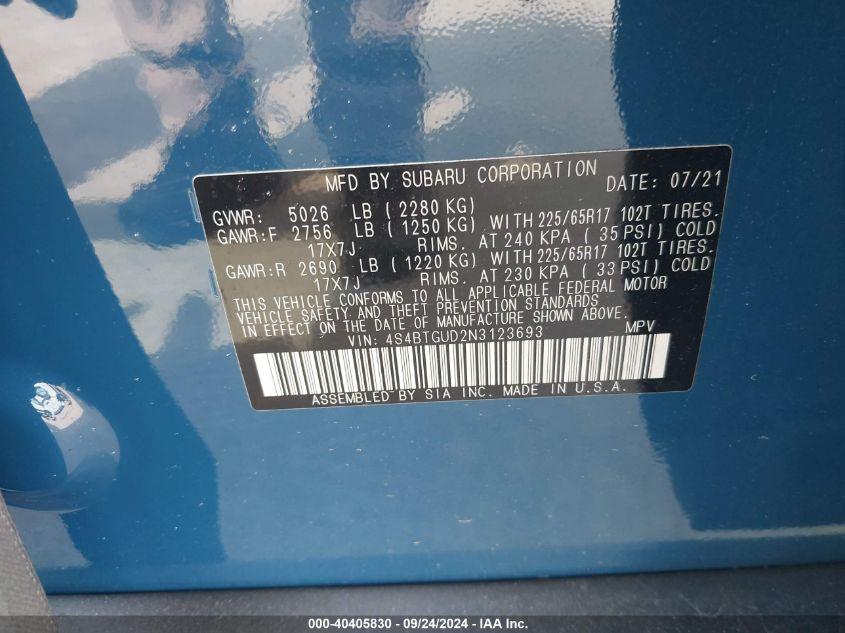 MFD BY SUBARU CORPORATION DATE: 07/21
GVWR: 5026 LB ( 2280 KG)
GAWR:F 2756 LB ( 1250 KG) WITH 225/65R17 102T TIRES.
17X7J RIMS. AT 240 KPA ( 35 PSI) COLD
GAWR:R 2690 LB ( 1220 KG) WITH 225/65R17 102T TIRES.
17X7J RIMS. AT 230 KPA ( 33 PSI) COLD
THIS VEHICLE CONFORMS TO ALL APPLICABLE FEDERAL MOTOR
VEHICLE SAFETY AND THEFT PREVENTION STANDARDS
IN EFFECT ON THE DATE OF MANUFACTURE SHOWN ABOVE.
VIN: 4S4BTGUD2N3123693 MPV
ASSEMBLED BY SIA INC. MADE IN U.S.A.
000-40405830 - 09/24/2024 - IAA Inc.